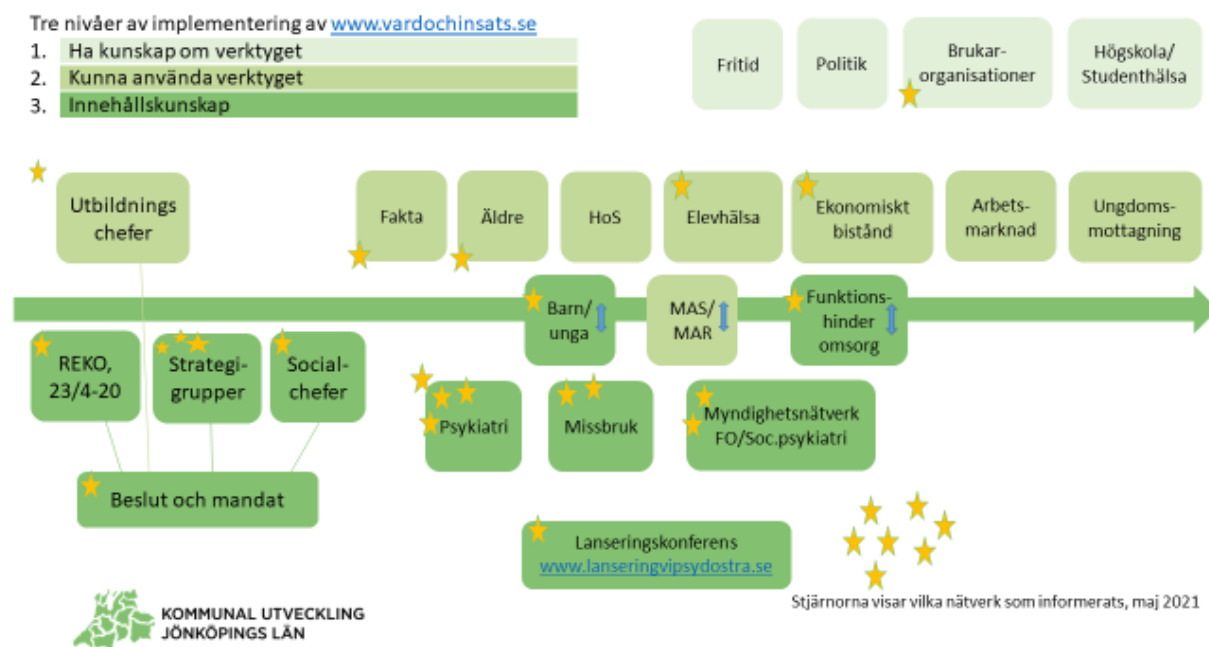 Tre nivåer av implementering av www.vardochinsats.se
1. Ha kunskap om verktyget
2. Kunna använda verktyget
3. Innehållskunskap
Fritid
Politik
Brukar-
organisationer
Högskola/
Studenthälsa
Utbildnings
chefer
Fakta
Äldre
HoS
Elevhälsa
Ekonomiskt
bistånd
Arbets-
marknad
Ungdoms-
mottagning
Barn/
unga
MAS/
MAR
Funktions-
hinder
omsorg
REKO,
23/4-20
Strategi-
grupper
Social-
chefer
Psykiatri
Missbruk
Myndighetsnätverk
FO/Soc.psykiatri
Beslut och mandat
Lanseringskonferens
www.lanseringvipsydostra.se
Stjärnorna visar vilka nätverk som informerats, maj 2021
KOMMUNAL UTVECKLING
JÖNKÖPINGS LÄN